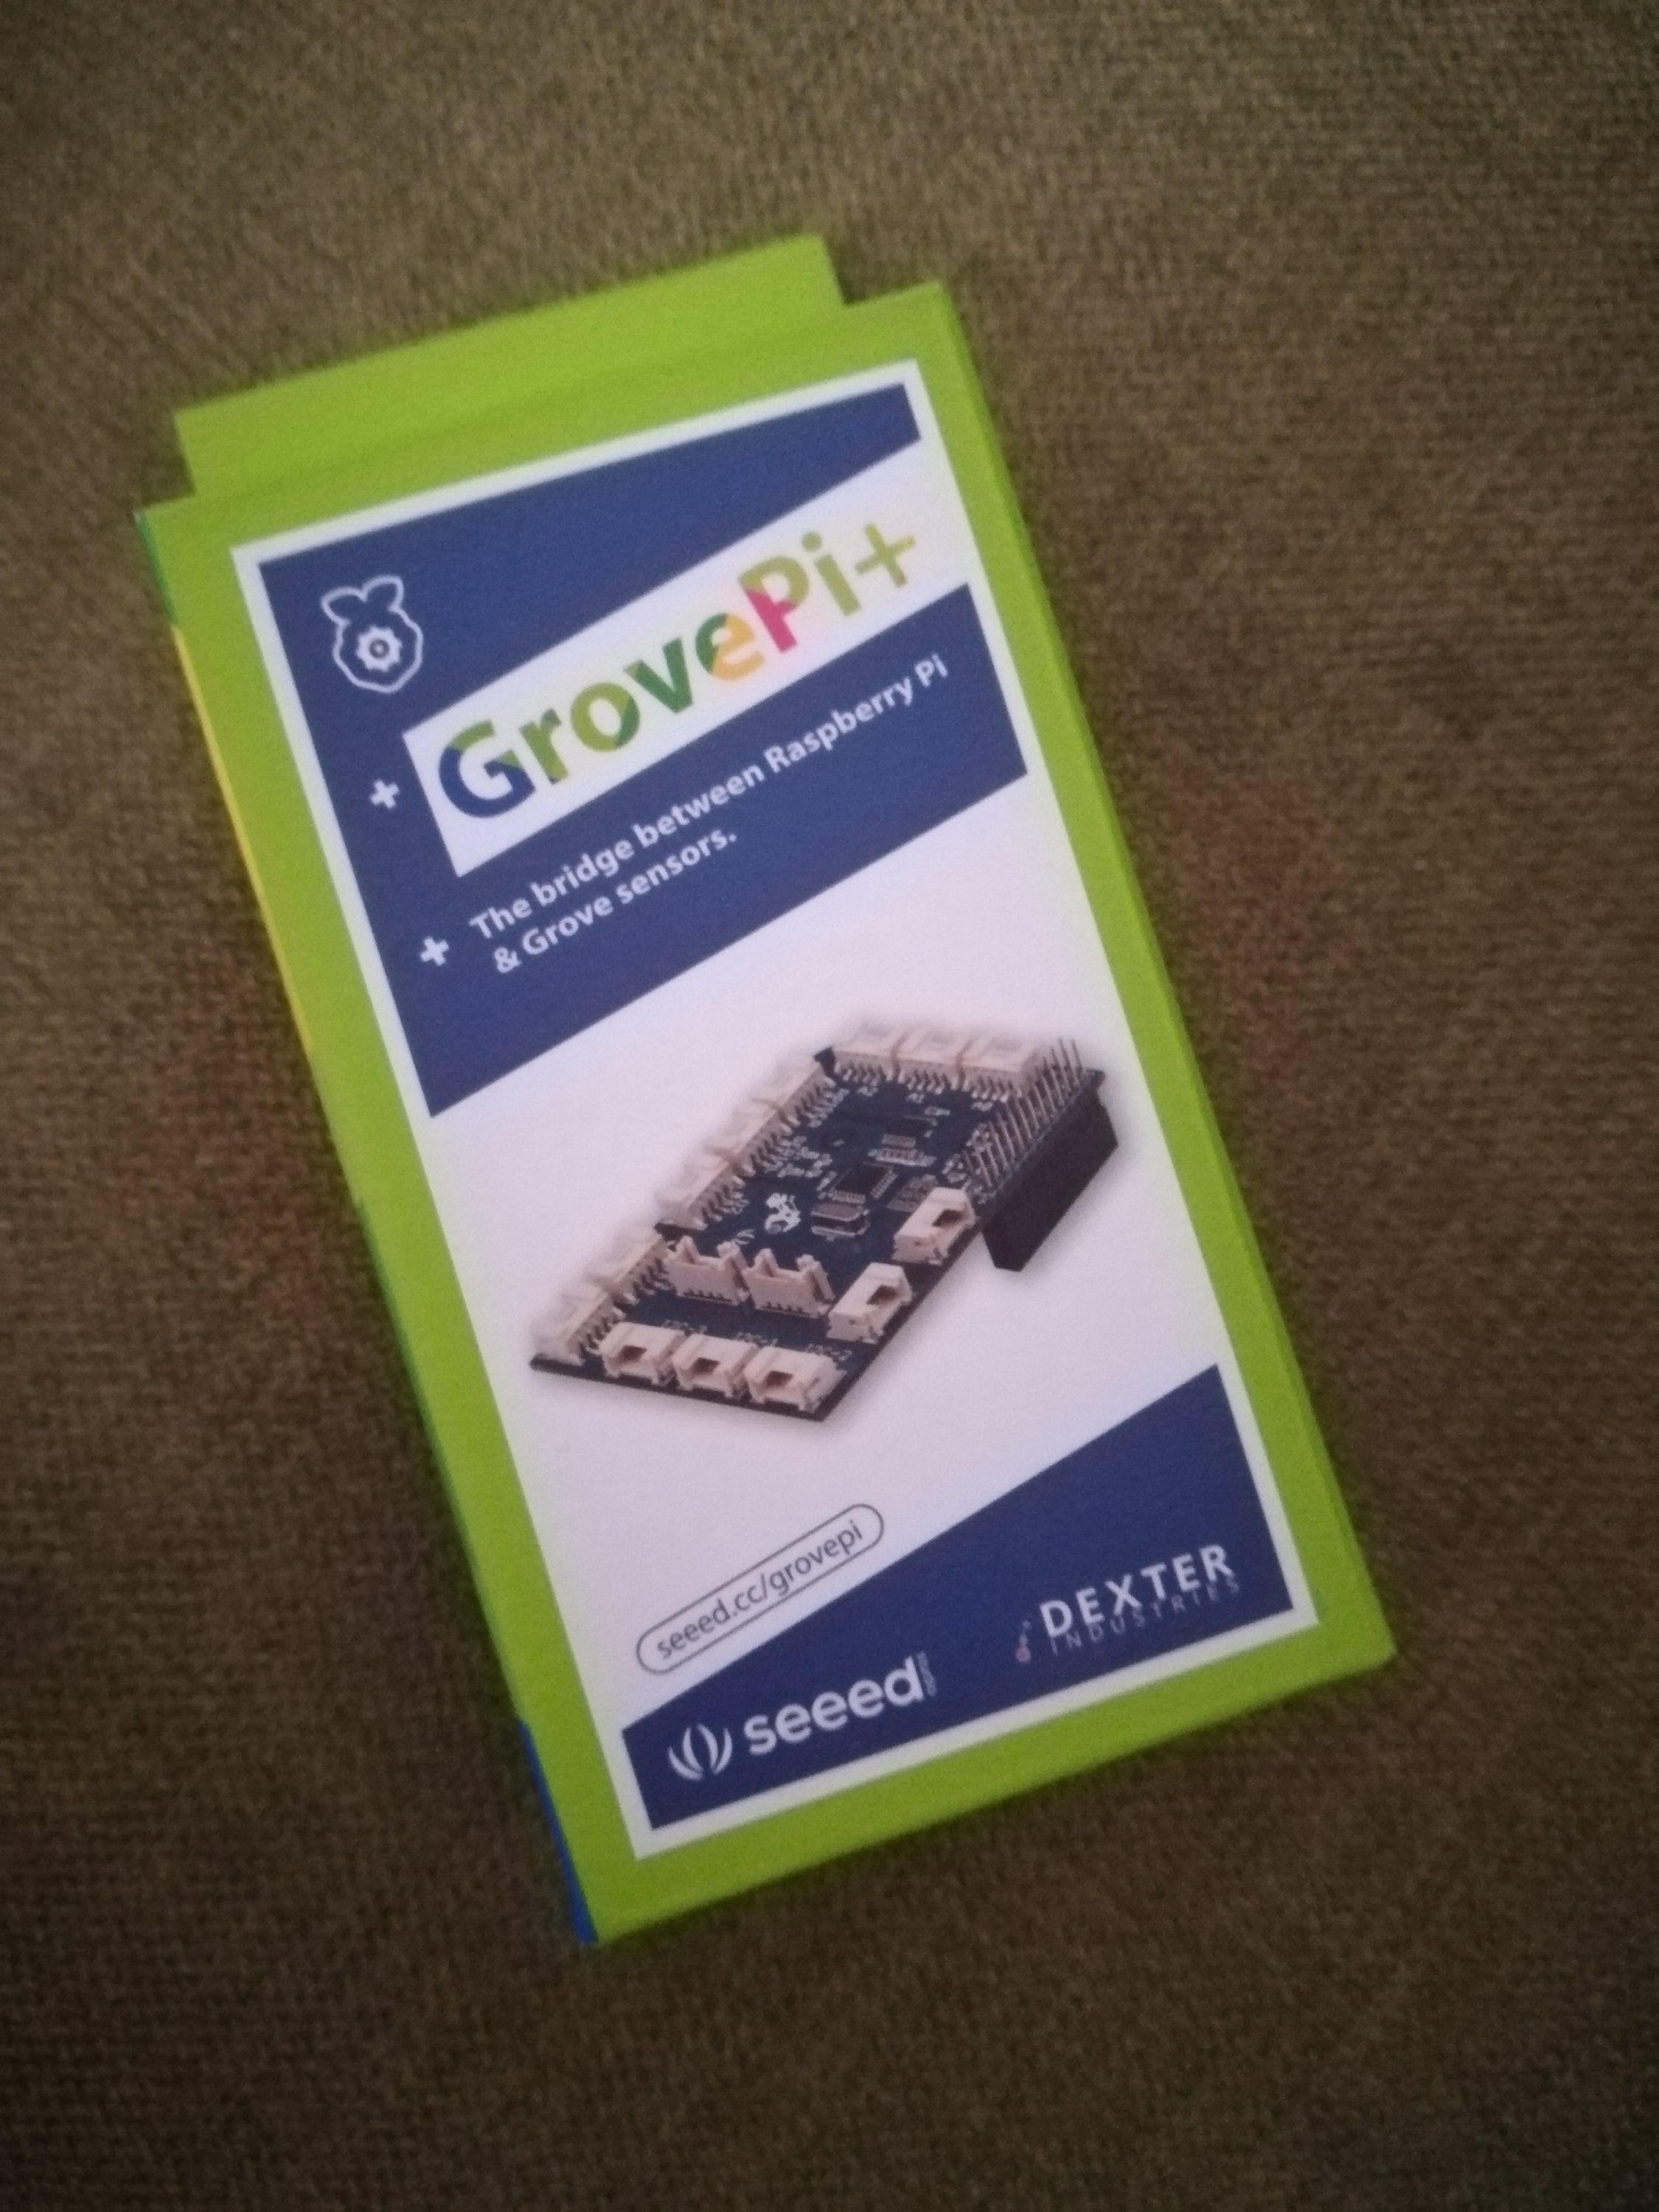 GrovePi+
The bridge between Raspberry Pi
& Grove sensors.
seeed.cc/grovepi
seeed
DEXTER
INDUSTRIES